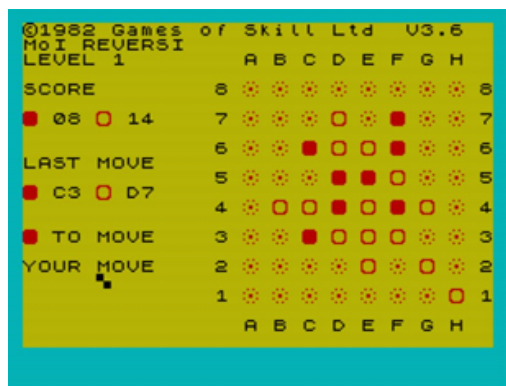 ©1982 Games of Skill Ltd V3.6
MoI REVERSI
LEVEL 1
A B C D E F G H
SCORE
8 8
08 14
7 7
6 6
LAST MOVE
5 5
C3 D7
4 4
TO MOVE
3 3
YOUR MOVE
2 2
1 1
A B C D E F G H